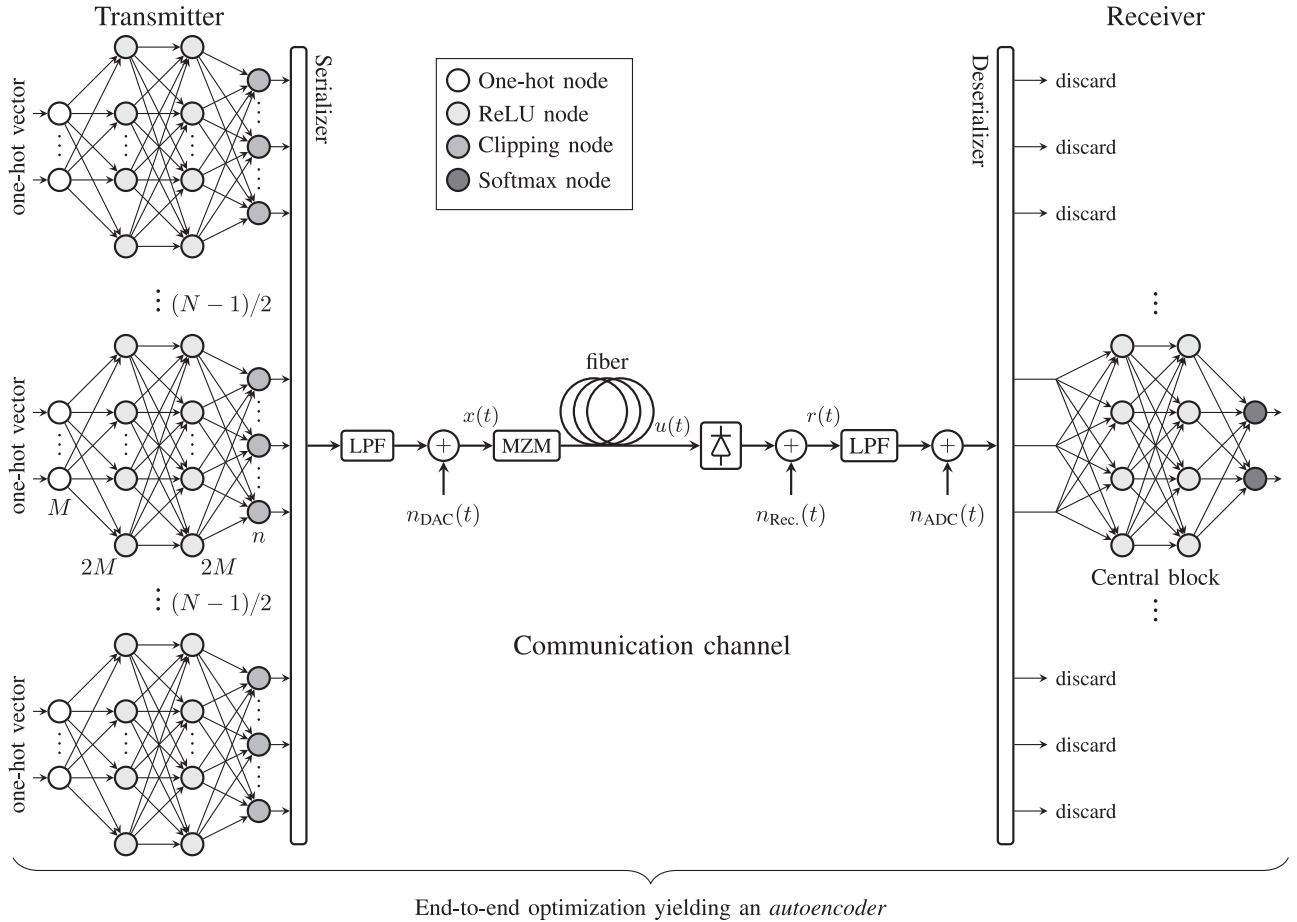 Transmitter
Receiver
one-hot vector
Serializer
One-hot node
ReLU node
Clipping node
Softmax node
Deserializer
discard
discard
discard
(N − 1)/2
one-hot vector
M
2M
2M
n
LPF
+
n_DAC(t)
x(t)
MZM
fiber
u(t)
+
n_Rec.(t)
r(t)
LPF
+
n_ADC(t)
Central block
(N − 1)/2
one-hot vector
Communication channel
discard
discard
discard
End-to-end optimization yielding an autoencoder